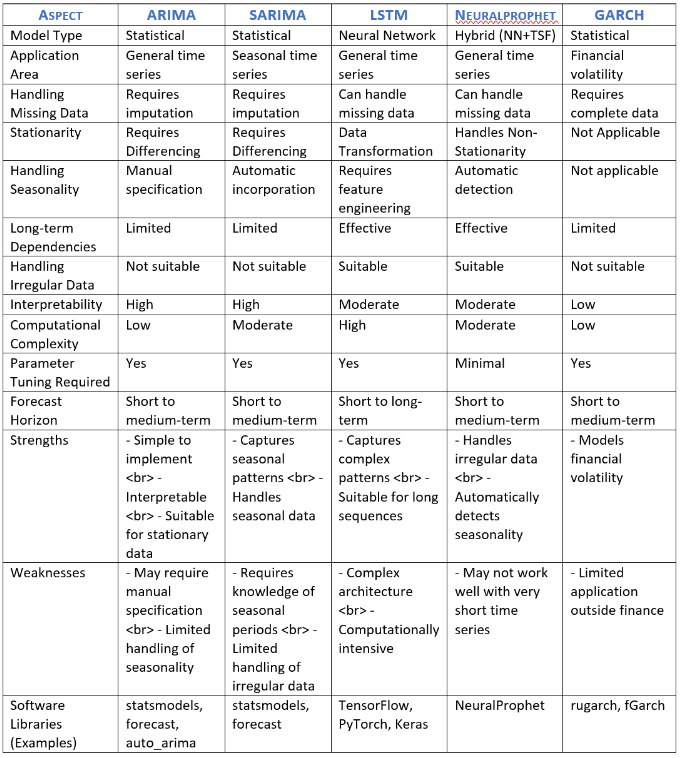 ASPECT ARIMA SARIMA LSTM NEURALPROPHET GARCH
Model Type Statistical Statistical Neural Network Hybrid (NN+TSF) Statistical
Application Area General time series Seasonal time series General time series General time series Financial volatility
Handling Missing Data Requires imputation Requires imputation Can handle missing data Can handle missing data Requires complete data
Stationarity Requires Differencing Requires Differencing Data Transformation Handles Non-Stationarity Not Applicable
Handling Seasonality Manual specification Automatic incorporation Requires feature engineering Automatic detection Not applicable
Long-term Dependencies Limited Limited Effective Effective Limited
Handling Irregular Data Not suitable Not suitable Suitable Suitable Not suitable
Interpretability High High Moderate Moderate Low
Computational Complexity Low Moderate High Moderate Low
Parameter Tuning Required Yes Yes Yes Minimal Yes
Forecast Horizon Short to medium-term Short to medium-term Short to long-term Short to medium-term Short to medium-term
Strengths - Simple to implement <br> - Interpretable <br> - Suitable for stationary data - Captures seasonal patterns <br> - Handles seasonal data - Captures complex patterns <br> - Suitable for long sequences - Handles irregular data <br> - Automatically detects seasonality - Models financial volatility
Weaknesses - May require manual specification <br> - Limited handling of seasonality - Requires knowledge of seasonal periods <br> - Limited handling of irregular data - Complex architecture <br> - Computationally intensive - May not work well with very short time series - Limited application outside finance
Software Libraries (Examples) statsmodels, forecast, auto_arima statsmodels, forecast TensorFlow, PyTorch, Keras NeuralProphet rugarch, fGarch